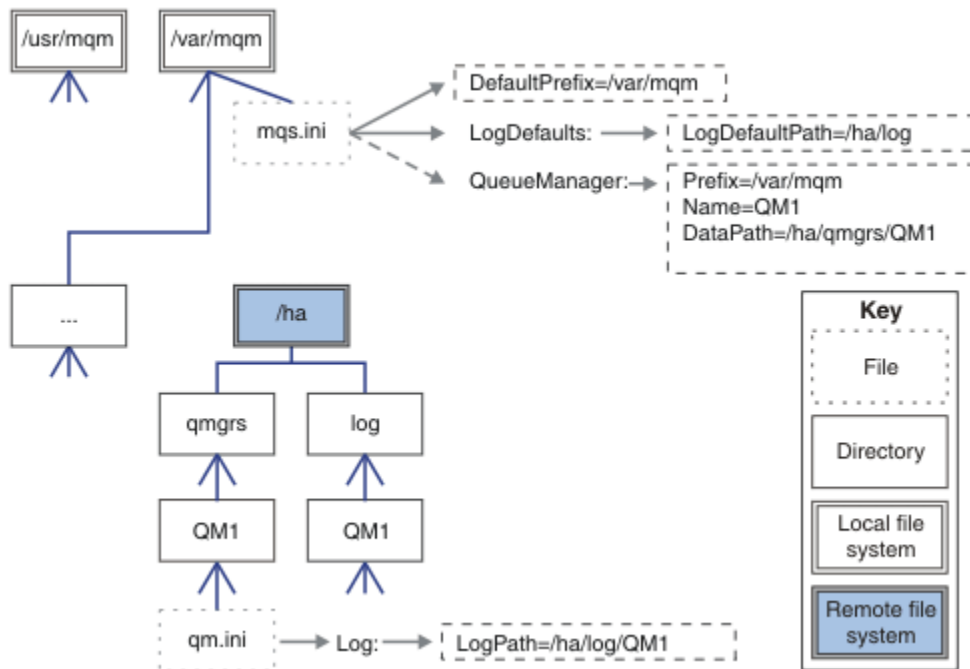 /usr/mqm
/var/mqm
mqs.ini
DefaultPrefix=/var/mqm
LogDefaults:
LogDefaultPath=/ha/log
QueueManager:
Prefix=/var/mqm
Name=QM1
DataPath=/ha/qmgrs/QM1
...
/ha
qmgrs
log
QM1
QM1
qm.ini
Log:
LogPath=/ha/log/QM1
Key
File
Directory
Local file
system
Remote file
system